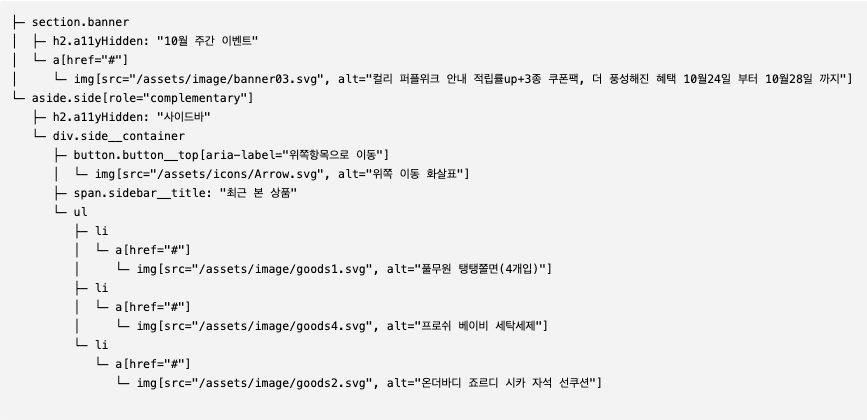 ├─ section.banner
│  ├─ h2.a11yHidden: "10월 주간 이벤트"
│  └─ a[href="#"]
│     └─ img[src="/assets/image/banner03.svg", alt="컬리 퍼플위크 안내 적립률up+3종 쿠폰팩, 더 풍성해진 혜택 10월24일 부터 10월28일 까지"]
└─ aside.side[role="complementary"]
   ├─ h2.a11yHidden: "사이드바"
   └─ div.side__container
      ├─ button.button__top[aria-label="위쪽항목으로 이동"]
      │  └─ img[src="/assets/icons/Arrow.svg", alt="위쪽 이동 화살표"]
      ├─ span.sidebar__title: "최근 본 상품"
      └─ ul
         ├─ li
         │  └─ a[href="#"]
         │     └─ img[src="/assets/image/goods1.svg", alt="풀무원 탱탱쫄면(4개입)"]
         ├─ li
         │  └─ a[href="#"]
         │     └─ img[src="/assets/image/goods4.svg", alt="프로쉬 베이비 세탁세제"]
         └─ li
            └─ a[href="#"]
               └─ img[src="/assets/image/goods2.svg", alt="온더바디 죠르디 시카 자석 선쿠션"]